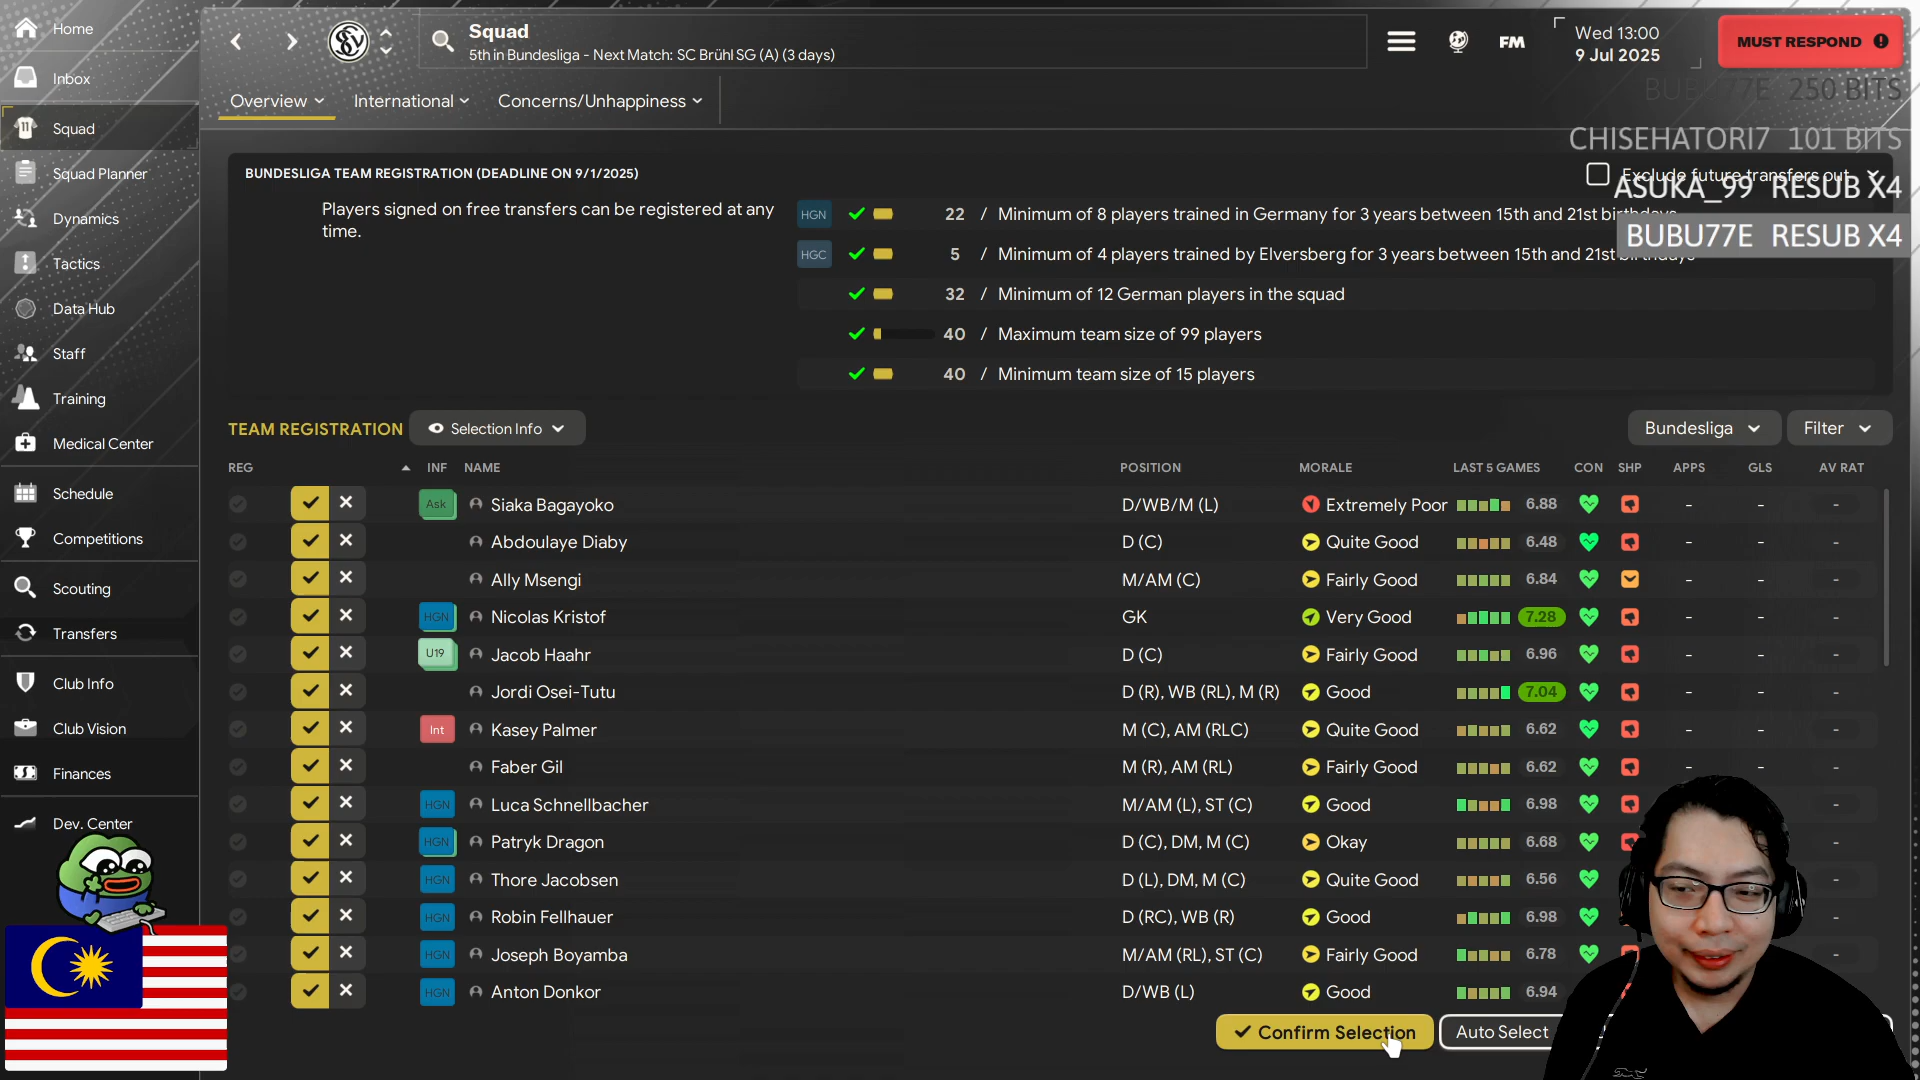 Home
Inbox
Squad
Squad Planner
Dynamics
Tactics
Data Hub
Staff
Training
Medical Center
Schedule
Competitions
Scouting
Transfers
Club Info
Club Vision
Finances
Dev. Center
Squad
5th in Bundesliga - Next Match: SC Brühl SG (A) (3 days)
FM
Wed 13:00
9 Jul 2025
MUST RESPOND
BUBU77E 250 BITS
CHISEHATORI7 101 BITS
ASUKA_99 RESUB X4
BUBU77E RESUB X4
Overview International Concerns/Unhappiness
BUNDESLIGA TEAM REGISTRATION (DEADLINE ON 9/1/2025)
Exclude future transfers out
Players signed on free transfers can be registered at any
time.
HGN 22 / Minimum of 8 players trained in Germany for 3 years between 15th and 21st birthdays
HGC 5 / Minimum of 4 players trained by Elversberg for 3 years between 15th and 21st birthdays
32 / Minimum of 12 German players in the squad
40 / Maximum team size of 99 players
40 / Minimum team size of 15 players
TEAM REGISTRATION Selection Info Bundesliga Filter
REG INF NAME POSITION MORALE LAST 5 GAMES CON SHP APPS GLS AV RAT
Ask Siaka Bagayoko D/WB/M (L) Extremely Poor 6.88 - - -
Abdoulaye Diaby D (C) Quite Good 6.48 - - -
Ally Msengi M/AM (C) Fairly Good 6.84 - - -
HGN Nicolas Kristof GK Very Good 7.28 - - -
U19 Jacob Haahr D (C) Fairly Good 6.96 - - -
Jordi Osei-Tutu D (R), WB (RL), M (R) Good 7.04 - - -
Int Kasey Palmer M (C), AM (RLC) Quite Good 6.62 - - -
Faber Gil M (R), AM (RL) Fairly Good 6.62 - - -
HGN Luca Schnellbacher M/AM (L), ST (C) Good 6.98 - -
HGN Patryk Dragon D (C), DM, M (C) Okay 6.68 -
HGN Thore Jacobsen D (L), DM, M (C) Quite Good 6.56 -
HGN Robin Fellhauer D (RC), WB (R) Good 6.98 -
HGN Joseph Boyamba M/AM (RL), ST (C) Fairly Good 6.78 -
HGN Anton Donkor D/WB (L) Good 6.94
Confirm Selection Auto Select